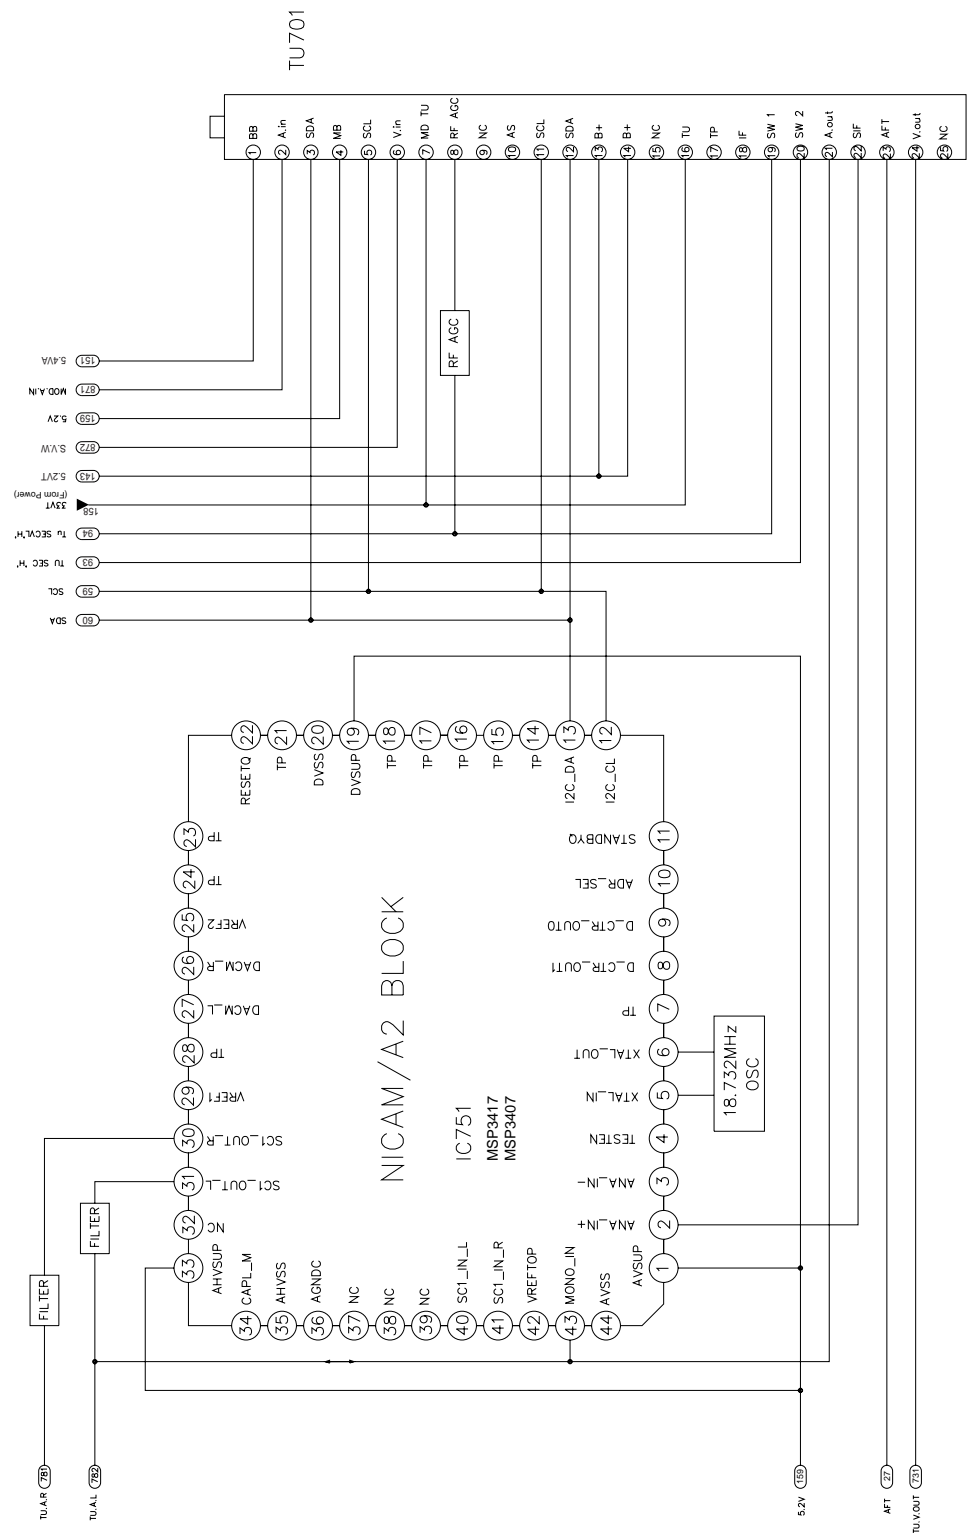 TU701
1 BB
2 A.in
3 SDA
4 MB
5 SCL
6 V.in
7 MD TU
8 RF AGC
9 NC
10 AS
11 SCL
12 SDA
13 B+
14 B+
15 NC
16 TU
17 TP
18 IF
19 SW 1
20 SW 2
21 A.out
22 SIF
23 AFT
24 V.out
25 NC
RF AGC
5.4VA 151
MOD.A.IN 871
5.2V 159
S.V.W 872
5.2VT 143
33VT 158
(From Power)
Tu SECVL"H" 94
TU SEC "H" 93
SCL 59
SDA 60
RESETQ 22
TP 21
DVSS 20
DVSUP 19
TP 18
TP 17
TP 16
TP 15
TP 14
I2C_DA 13
I2C_CL 12
23 TP
24 TP
25 VREF2
26 DACM_R
27 DACM_L
28 TP
29 VREF1
30 SC1_OUT_R
31 SC1_OUT_L
32 NC
33 AHVSUP
STANDBYQ 11
ADR_SEL 10
D_CTR_OUT0 9
D_CTR_OUT1 8
TP 7
XTAL_OUT 6
XTAL_IN 5
TESTEN 4
ANA_IN- 3
ANA_IN+ 2
AVSUP 1
NICAM/A2 BLOCK
IC751
MSP3417
MSP3407
18.732MHz
OSC
34 CAPL_M
35 AHVSS
36 AGNDC
37 NC
38 NC
39 NC
40 SC1_IN_L
41 SC1_IN_R
42 VREFTOP
43 MONO_IN
44 AVSS
FILTER
FILTER
TU.A.R 781
TU.A.L 782
5.2V 159
AFT 27
TU.V.OUT 731